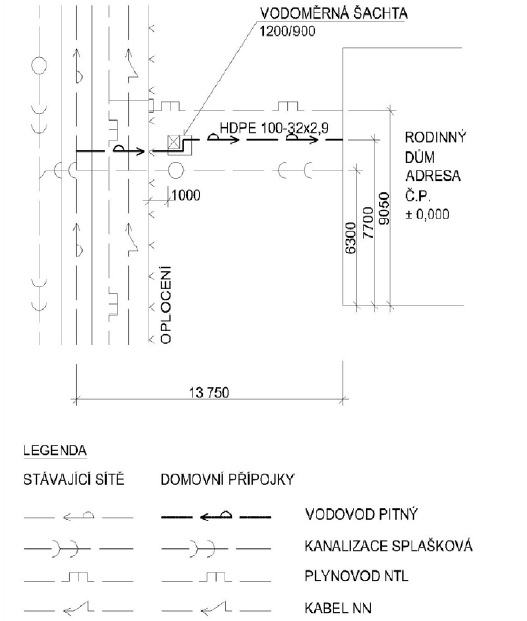 VODOMĚRNÁ ŠACHTA
1200/900
HDPE 100-32x2,9
RODINNÝ
DŮM
ADRESA
Č.P.
± 0,000
1000
6300
7700
9050
OPLOCENÍ
13 750
LEGENDA
STÁVAJÍCÍ SÍTĚ DOMOVNÍ PŘÍPOJKY
VODOVOD PITNÝ
KANALIZACE SPLAŠKOVÁ
PLYNOVOD NTL
KABEL NN